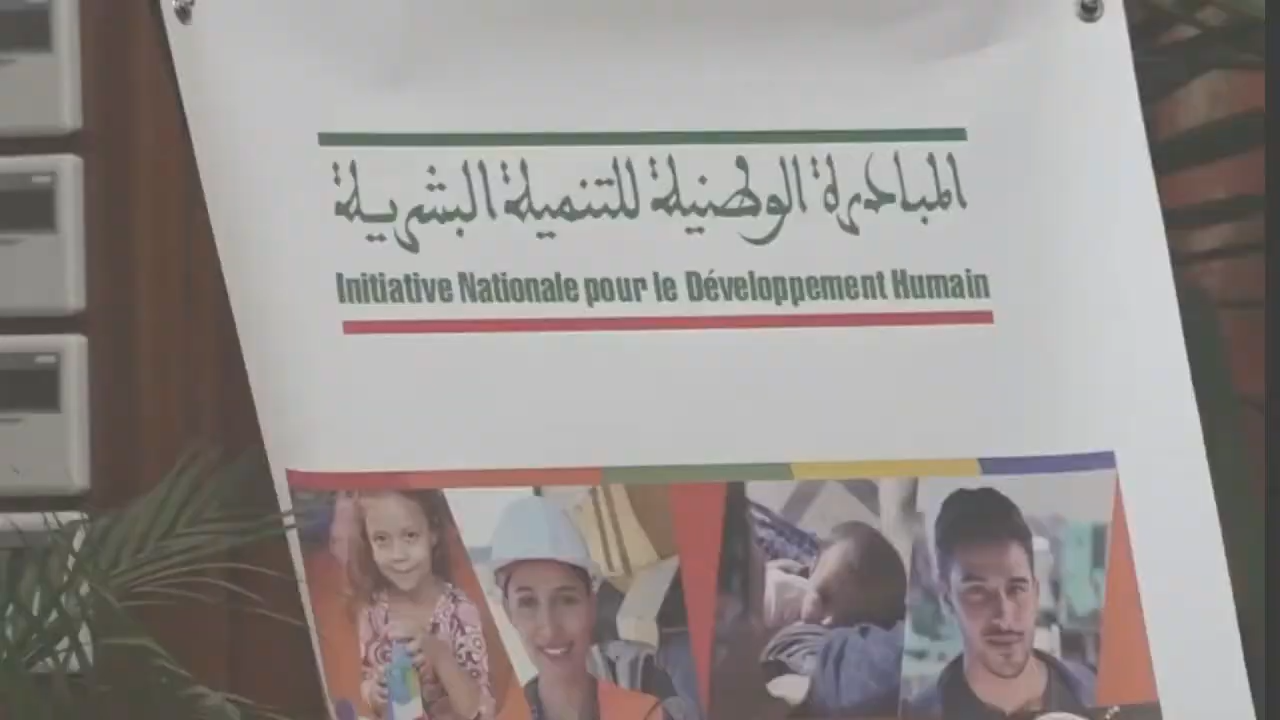 المبادرة الوطنية للتنمية البشرية
Initiative Nationale pour le Développement Humain